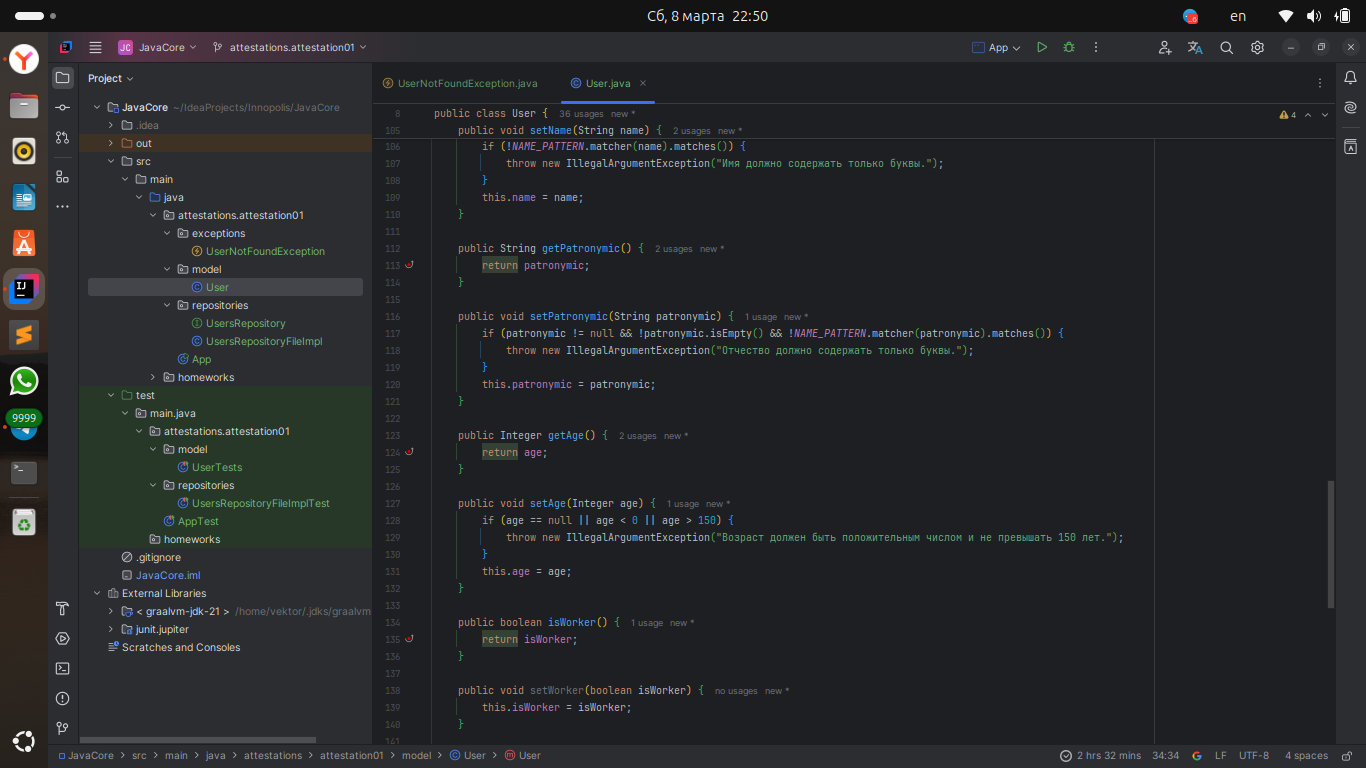 Сб, 8 марта 22:50
en
JC JavaCore
attestations.attestation01
App
Project
UserNotFoundException.java
User.java
JavaCore ~/IdeaProjects/Innopolis/JavaCore
.idea
out
src
main
java
attestations.attestation01
exceptions
UserNotFoundException
model
User
repositories
UsersRepository
UsersRepositoryFileImpl
App
homeworks
test
main.java
attestations.attestation01
model
UserTests
repositories
UsersRepositoryFileImplTest
AppTest
homeworks
.gitignore
JavaCore.iml
External Libraries
< graalvm-jdk-21 > /home/vektor/.jdks/graalvm
junit.jupiter
Scratches and Consoles
9999
8 public class User { 36 usages new *
105 public void setName(String name) { 2 usages new *
4
106 if (!NAME_PATTERN.matcher(name).matches()) {
107 throw new IllegalArgumentException("Имя должно содержать только буквы.");
108 }
109 this.name = name;
110 }
111
112 public String getPatronymic() { 2 usages new *
113 return patronymic;
114 }
115
116 public void setPatronymic(String patronymic) { 1 usage new *
117 if (patronymic != null && !patronymic.isEmpty() && !NAME_PATTERN.matcher(patronymic).matches()) {
118 throw new IllegalArgumentException("Отчество должно содержать только буквы.");
119 }
120 this.patronymic = patronymic;
121 }
122
123 public Integer getAge() { 2 usages new *
124 return age;
125 }
126
127 public void setAge(Integer age) { 1 usage new *
128 if (age == null || age < 0 || age > 150) {
129 throw new IllegalArgumentException("Возраст должен быть положительным числом и не превышать 150 лет.");
130 }
131 this.age = age;
132 }
133
134 public boolean isWorker() { 1 usage new *
135 return isWorker;
136 }
137
138 public void setWorker(boolean isWorker) { no usages new *
139 this.isWorker = isWorker;
140 }
141
JavaCore > src > main > java > attestations > attestation01 > model > User > User
2 hrs 32 mins 34:34 LF UTF-8 4 spaces